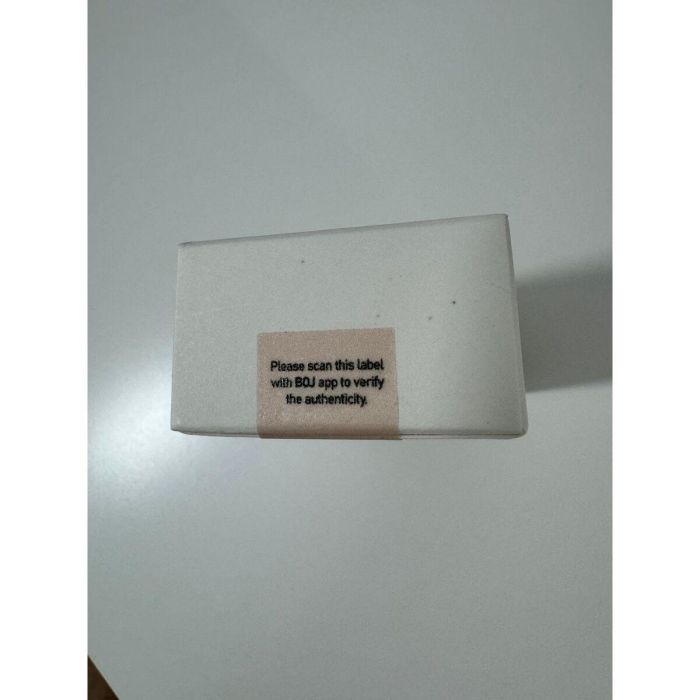 Please scan this label
with BOJ app to verify
the authenticity.